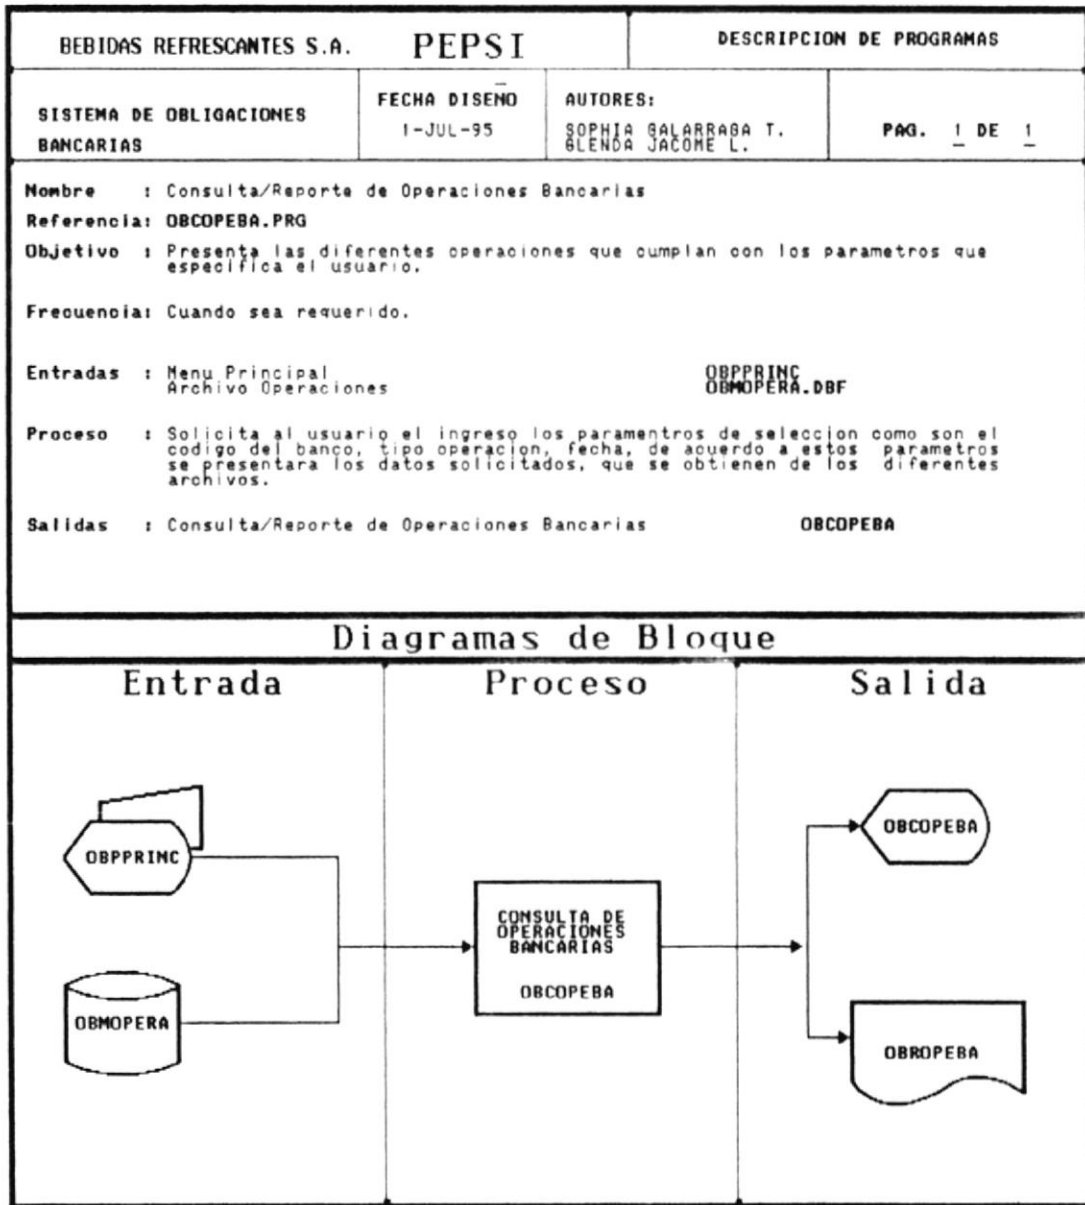 BEBIDAS REFRESCANTES S.A. PEPSI
DESCRIPCION DE PROGRAMAS
SISTEMA DE OBLIGACIONES
BANCARIAS
FECHA DISEÑO
1-JUL-95
AUTORES:
SOPHIA GALARRAGA T.
GLENDA JACOME L.
PAG. 1 DE 1
Nombre : Consulta/Reporte de Operaciones Bancarias
Referencia: OBCOPEBA.PRG
Objetivo : Presenta las diferentes operaciones que cumplan con los parametros que
especifica el usuario.
Frecuencia: Cuando sea requerido.
Entradas : Menu Principal OBPPRINC
Archivo Operaciones OBMOPERA.DBF
Proceso : Solicita al usuario el ingreso los paramentros de seleccion como son el
codigo del banco, tipo operacion, fecha, de acuerdo a estos parametros
se presentara los datos solicitados, que se obtienen de los diferentes
archivos.
Salidas : Consulta/Reporte de Operaciones Bancarias OBCOPEBA
Diagramas de Bloque
Entrada
Proceso
Salida
OBPPRINC
OBMOPERA
CONSULTA DE
OPERACIONES
BANCARIAS
OBCOPEBA
OBCOPEBA
OBROPEBA